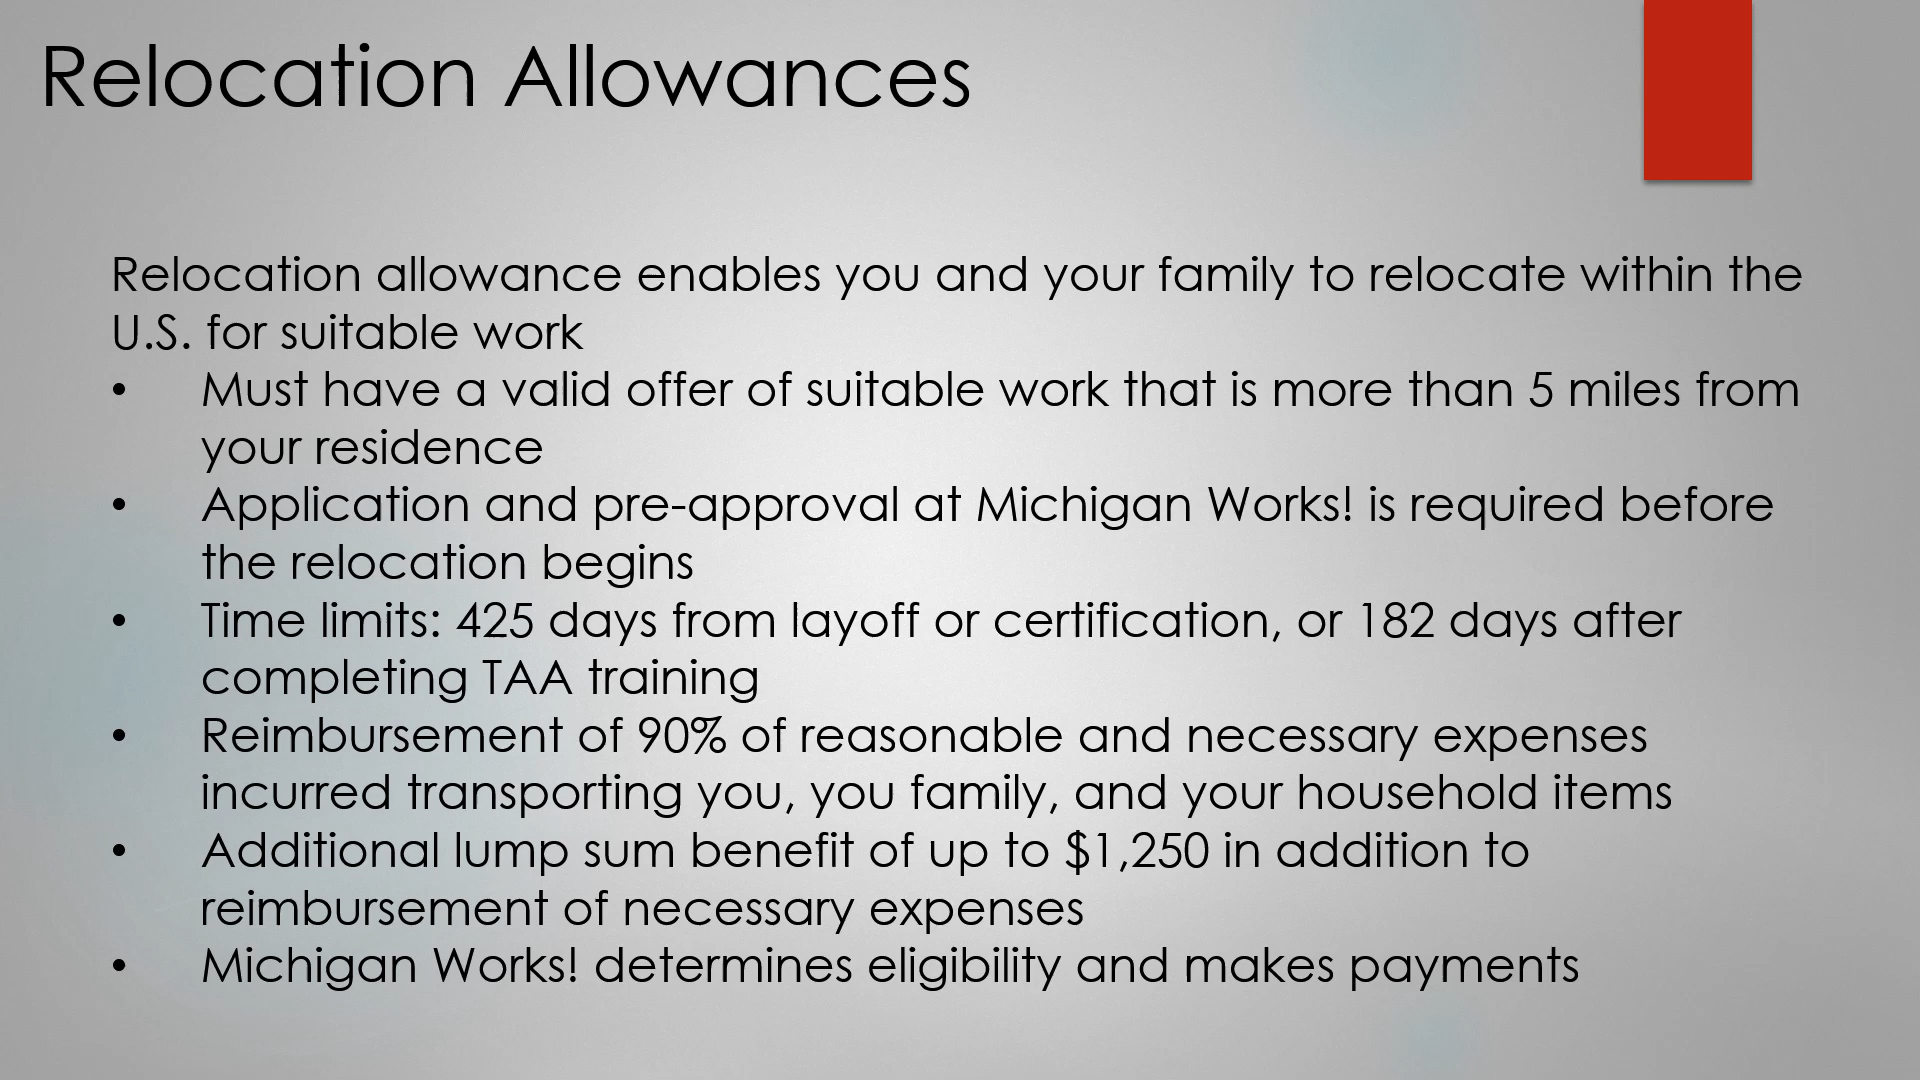 Relocation Allowances
Relocation allowance enables you and your family to relocate within the
U.S. for suitable work
• Must have a valid offer of suitable work that is more than 5 miles from
your residence
• Application and pre-approval at Michigan Works! is required before
the relocation begins
• Time limits: 425 days from layoff or certification, or 182 days after
completing TAA training
• Reimbursement of 90% of reasonable and necessary expenses
incurred transporting you, you family, and your household items
• Additional lump sum benefit of up to $1,250 in addition to
reimbursement of necessary expenses
• Michigan Works! determines eligibility and makes payments